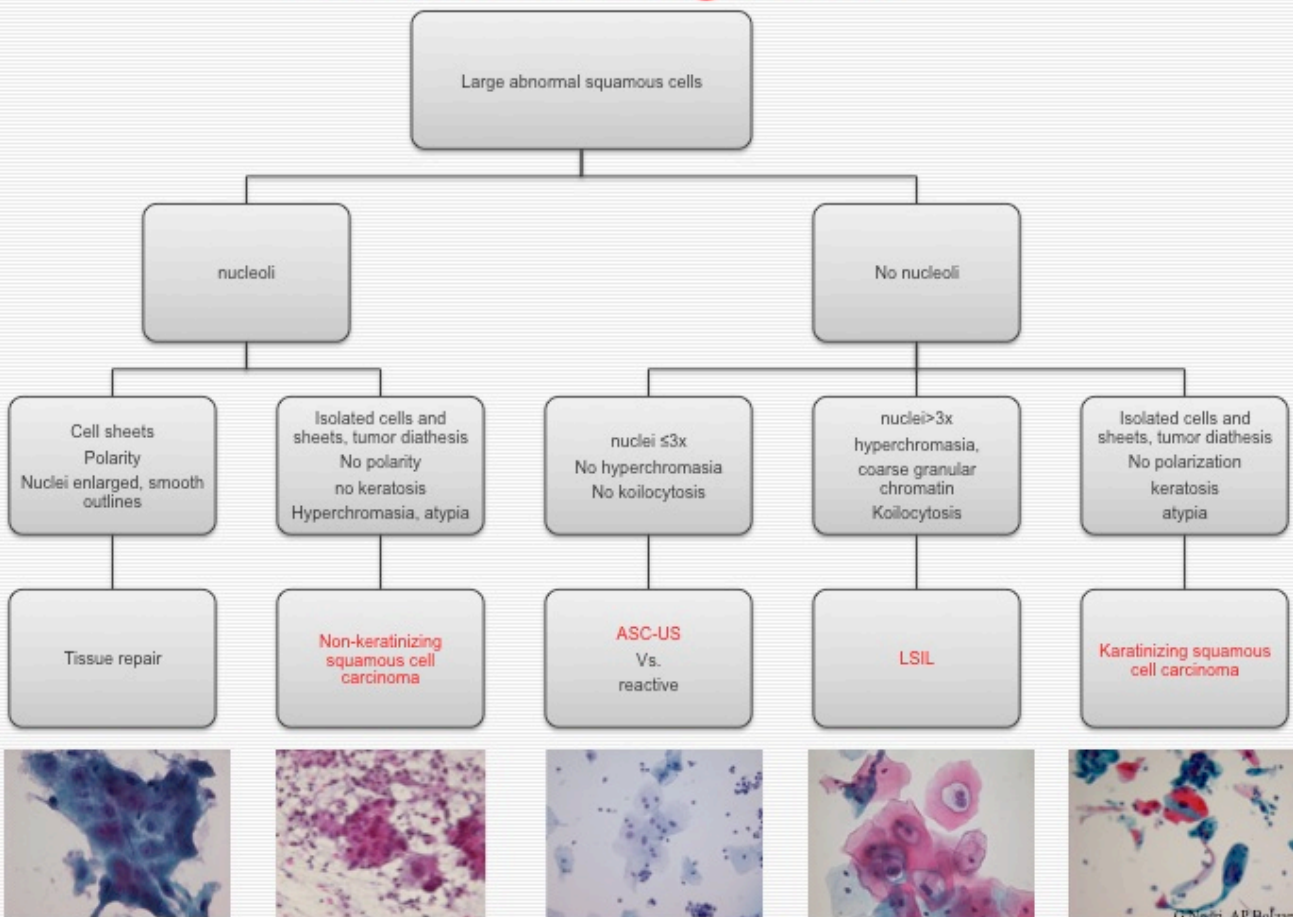 Large abnormal squamous cells
nucleoli
No nucleoli
Cell sheets
Polarity
Nuclei enlarged, smooth
outlines
Isolated cells and
sheets, tumor diathesis
No polarity
no keratosis
Hyperchromasia, atypia
nuclei ≤3x
No hyperchromasia
No koilocytosis
nuclei>3x
hyperchromasia,
coarse granular
chromatin
Koilocytosis
Isolated cells and
sheets, tumor diathesis
No polarization
keratosis
atypia
Tissue repair
Non-keratinizing
squamous cell
carcinoma
ASC-US
Vs.
reactive
LSIL
Karatinizing squamous
cell carcinoma